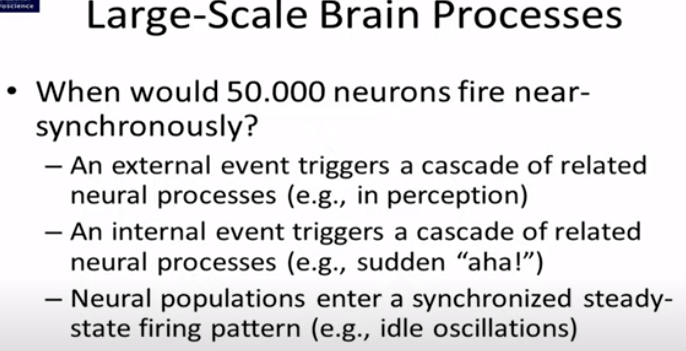 roscience
Large-Scale Brain Processes
• When would 50.000 neurons fire near-
synchronously?
– An external event triggers a cascade of related
neural processes (e.g., in perception)
– An internal event triggers a cascade of related
neural processes (e.g., sudden “aha!”)
– Neural populations enter a synchronized steady-
state firing pattern (e.g., idle oscillations)